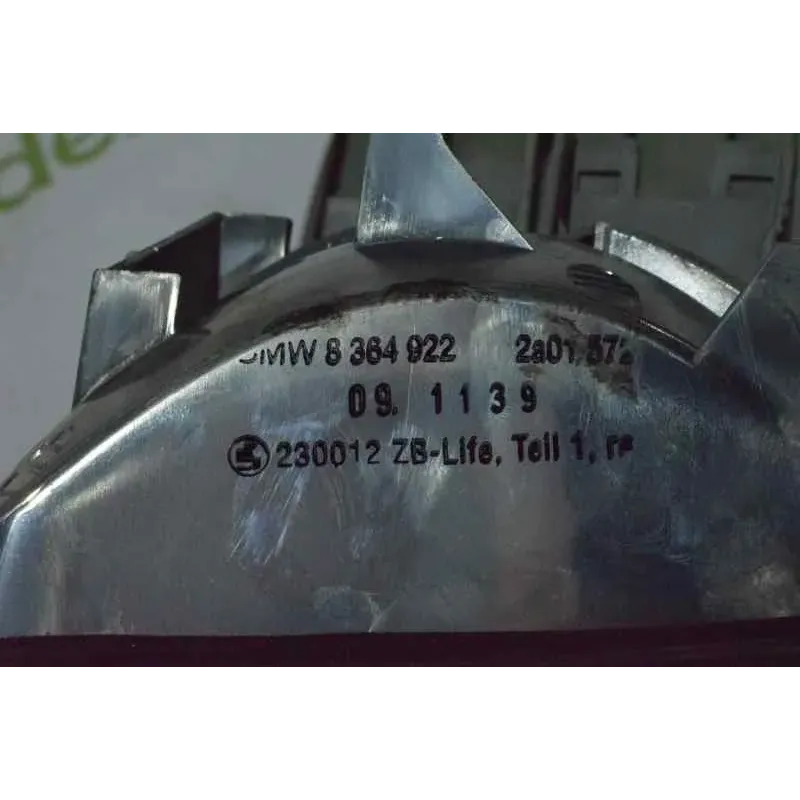 BMW 8 364 922 2a01 572
09. 1139
230012 ZB-Life, Teil 1, re